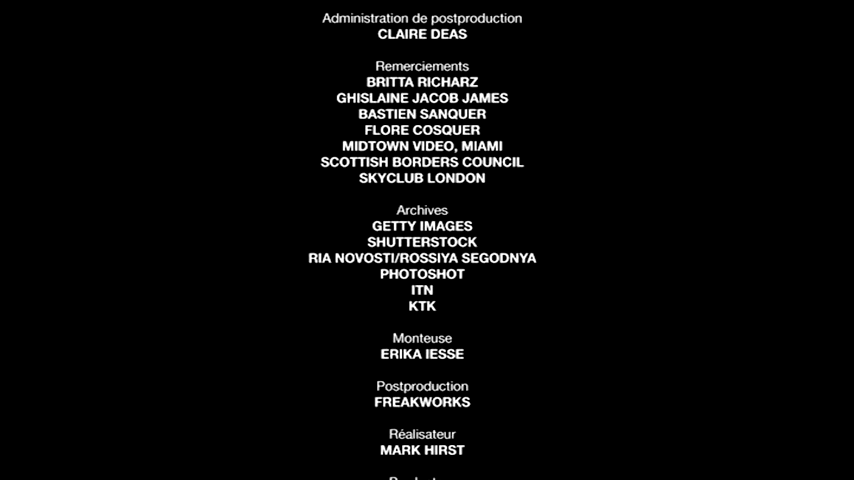 Administration de postproduction
CLAIRE DEAS
Remerciements
BRITTA RICHARZ
GHISLAINE JACOB JAMES
BASTIEN SANQUER
FLORE COSQUER
MIDTOWN VIDEO, MIAMI
SCOTTISH BORDERS COUNCIL
SKYCLUB LONDON
Archives
GETTY IMAGES
SHUTTERSTOCK
RIA NOVOSTI/ROSSIYA SEGODNYA
PHOTOSHOT
ITN
KTK
Monteuse
ERIKA IESSE
Postproduction
FREAKWORKS
Réalisateur
MARK HIRST